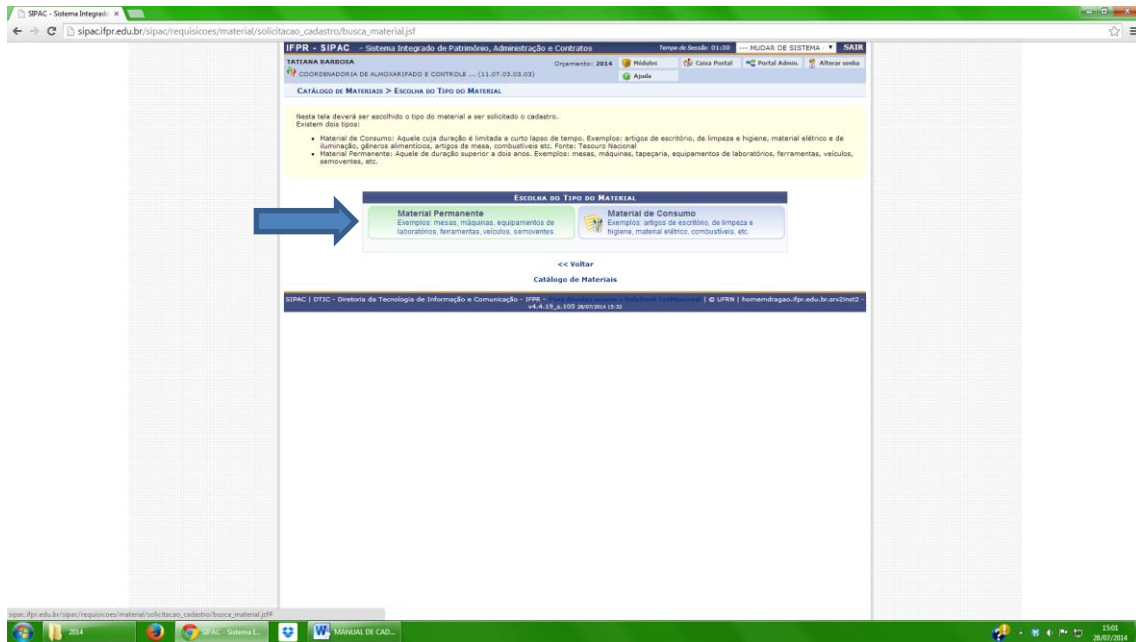 SIPAC - Sistema Integrad
sipac.ifpr.edu.br/sipac/requisicoes/material/solicitacao_cadastro/busca_material.jsf
IFPR - SIPAC - Sistema Integrado de Patrimônio, Administração e Contratos
Tempo de Sessão: 01:30
--- MUDAR DE SISTEMA -
SAIR
TATIANA BARBOSA
Orçamento: 2014
Módulos
Caixa Postal
Portal Admin.
Alterar senha
COORDENADORIA DE ALMOXARIFADO E CONTROLE ... (11.07.03.03.03)
Ajuda
CATÁLOGO DE MATERIAIS > ESCOLHA DO TIPO DO MATERIAL
Nesta tela deverá ser escolhido o tipo do material a ser solicitado o cadastro.
Existem dois tipos:
• Material de Consumo: Aquele cuja duração é limitada a curto lapso de tempo. Exemplos: artigos de escritório, de limpeza e higiene, material elétrico e de
iluminação, gêneros alimentícios, artigos de mesa, combustíveis etc. Fonte: Tesouro Nacional
• Material Permanente: Aquele de duração superior a dois anos. Exemplos: mesas, máquinas, tapeçaria, equipamentos de laboratórios, ferramentas, veículos,
semoventes, etc.
ESCOLHA DO TIPO DO MATERIAL
Material Permanente
Exemplos: mesas, máquinas, equipamentos de
laboratórios, ferramentas, veículos, semoventes.
Material de Consumo
Exemplos: artigos de escritório, de limpeza e
higiene, material elétrico, combustíveis, etc.
<< Voltar
Catálogo de Materiais
SIPAC | DTIC - Diretoria da Tecnologia de Informação e Comunicação - IFPR - | © UFRN | homemdragao.ifpr.edu.br.srv2inst2 -
v4.4.19_s.105 28/07/2014 15:32
sipac.ifpr.edu.br/sipac/requisicoes/material/solicitacao_cadastro/busca_material.jsf#
2014
SIPAC - Sistema I...
MANUAL DE CAD...
15:01
28/07/2014